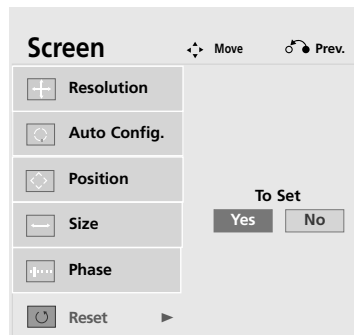 Screen Move Prev.
Resolution
Auto Config.
Position
To Set
Size Yes No
Phase
Reset